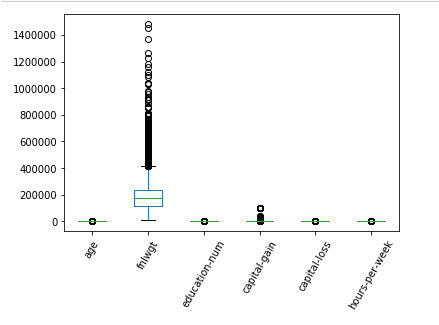 1400000
1200000
1000000
800000
600000
400000
200000
0
age
fnlwgt
education-num
capital-gain
capital-loss
hours-per-week